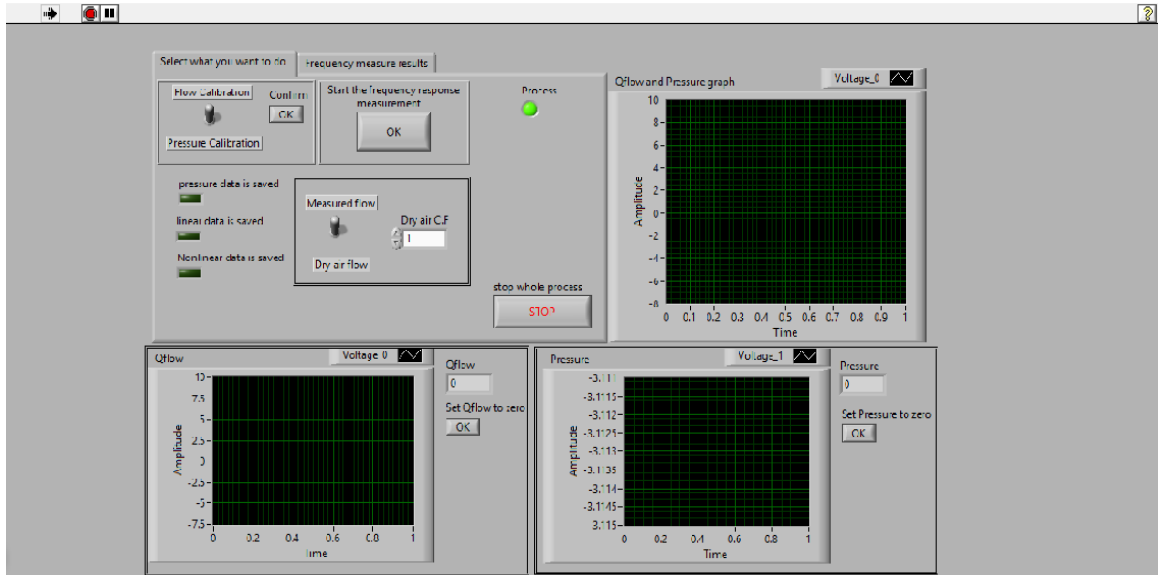 Select what you want to do
Frequency measure results
Flow Calibration
Confirm
OK
Pressure Calibration
Start the frequency response
measurement
OK
Process
pressure data is saved
linear data is saved
Nonlinear data is saved
Measured flow
Dry air C.F
1
Dry air flow
stop whole process
STOP
Qflow and Pressure graph
Voltage_0
10
8
6
4
2
0
-2
-4
-6
-8
Amplitude
0 0.1 0.2 0.3 0.4 0.5 0.6 0.7 0.8 0.9 1
Time
Qflow
Voltage 0
10
7.5
5
2.5
0
-2.5
-5
-7.5
Amplitude
0 0.2 0.4 0.6 0.8 1
Time
Qflow
0
Set Qflow to zero
OK
Pressure
Voltage_1
-3.111
-3.1115
-3.112
-3.1125
-3.113
-3.1135
-3.114
-3.1145
3.115
Amplitude
0 0.2 0.4 0.6 0.8 1
Time
Pressure
0
Set Pressure to zero
OK